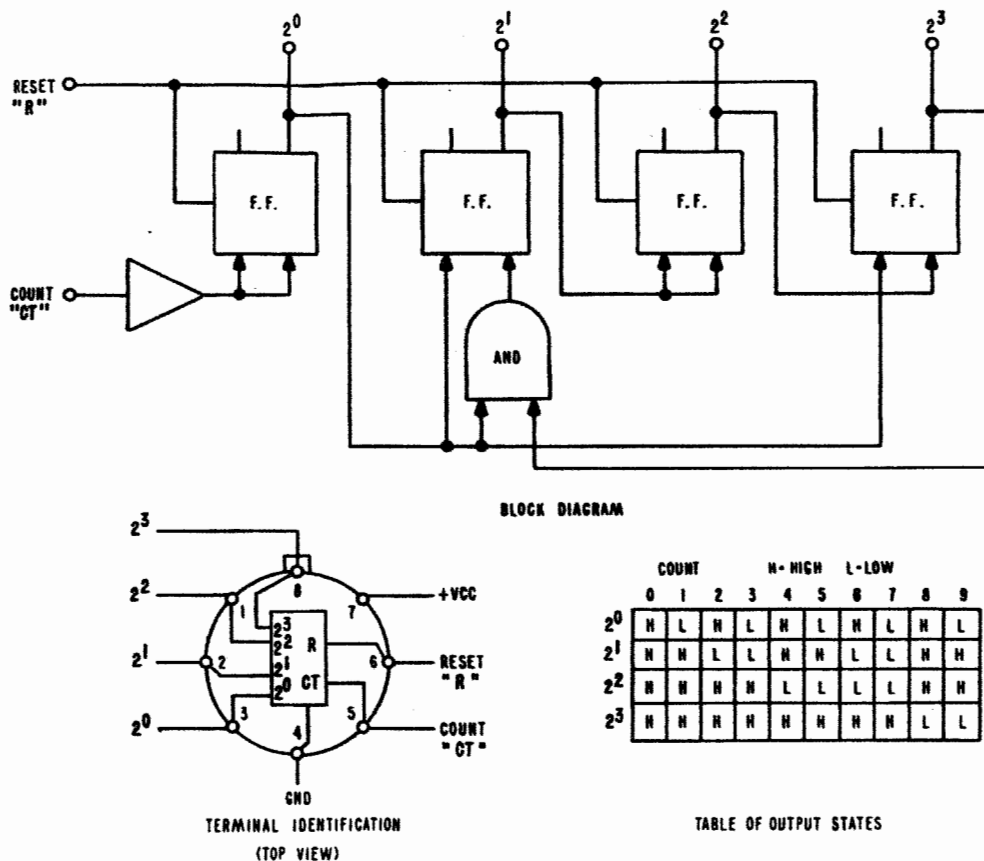 2⁰ 2¹ 2² 2³
RESET
"R"
F.F. F.F. F.F. F.F.
COUNT
"CT"
AND
BLOCK DIAGRAM
2³
2²
2¹
2⁰
8
1
2
3
4
5
6
7
2³
2²
2¹
2⁰
R
CT
+VCC
RESET
"R"
COUNT
"CT"
GND
TERMINAL IDENTIFICATION
(TOP VIEW)
COUNT H-HIGH L-LOW
0 1 2 3 4 5 6 7 8 9
2⁰ H L H L H L H L H L
2¹ H H L L H H L L H H
2² H H H H L L L L H H
2³ H H H H H H H H L L
TABLE OF OUTPUT STATES